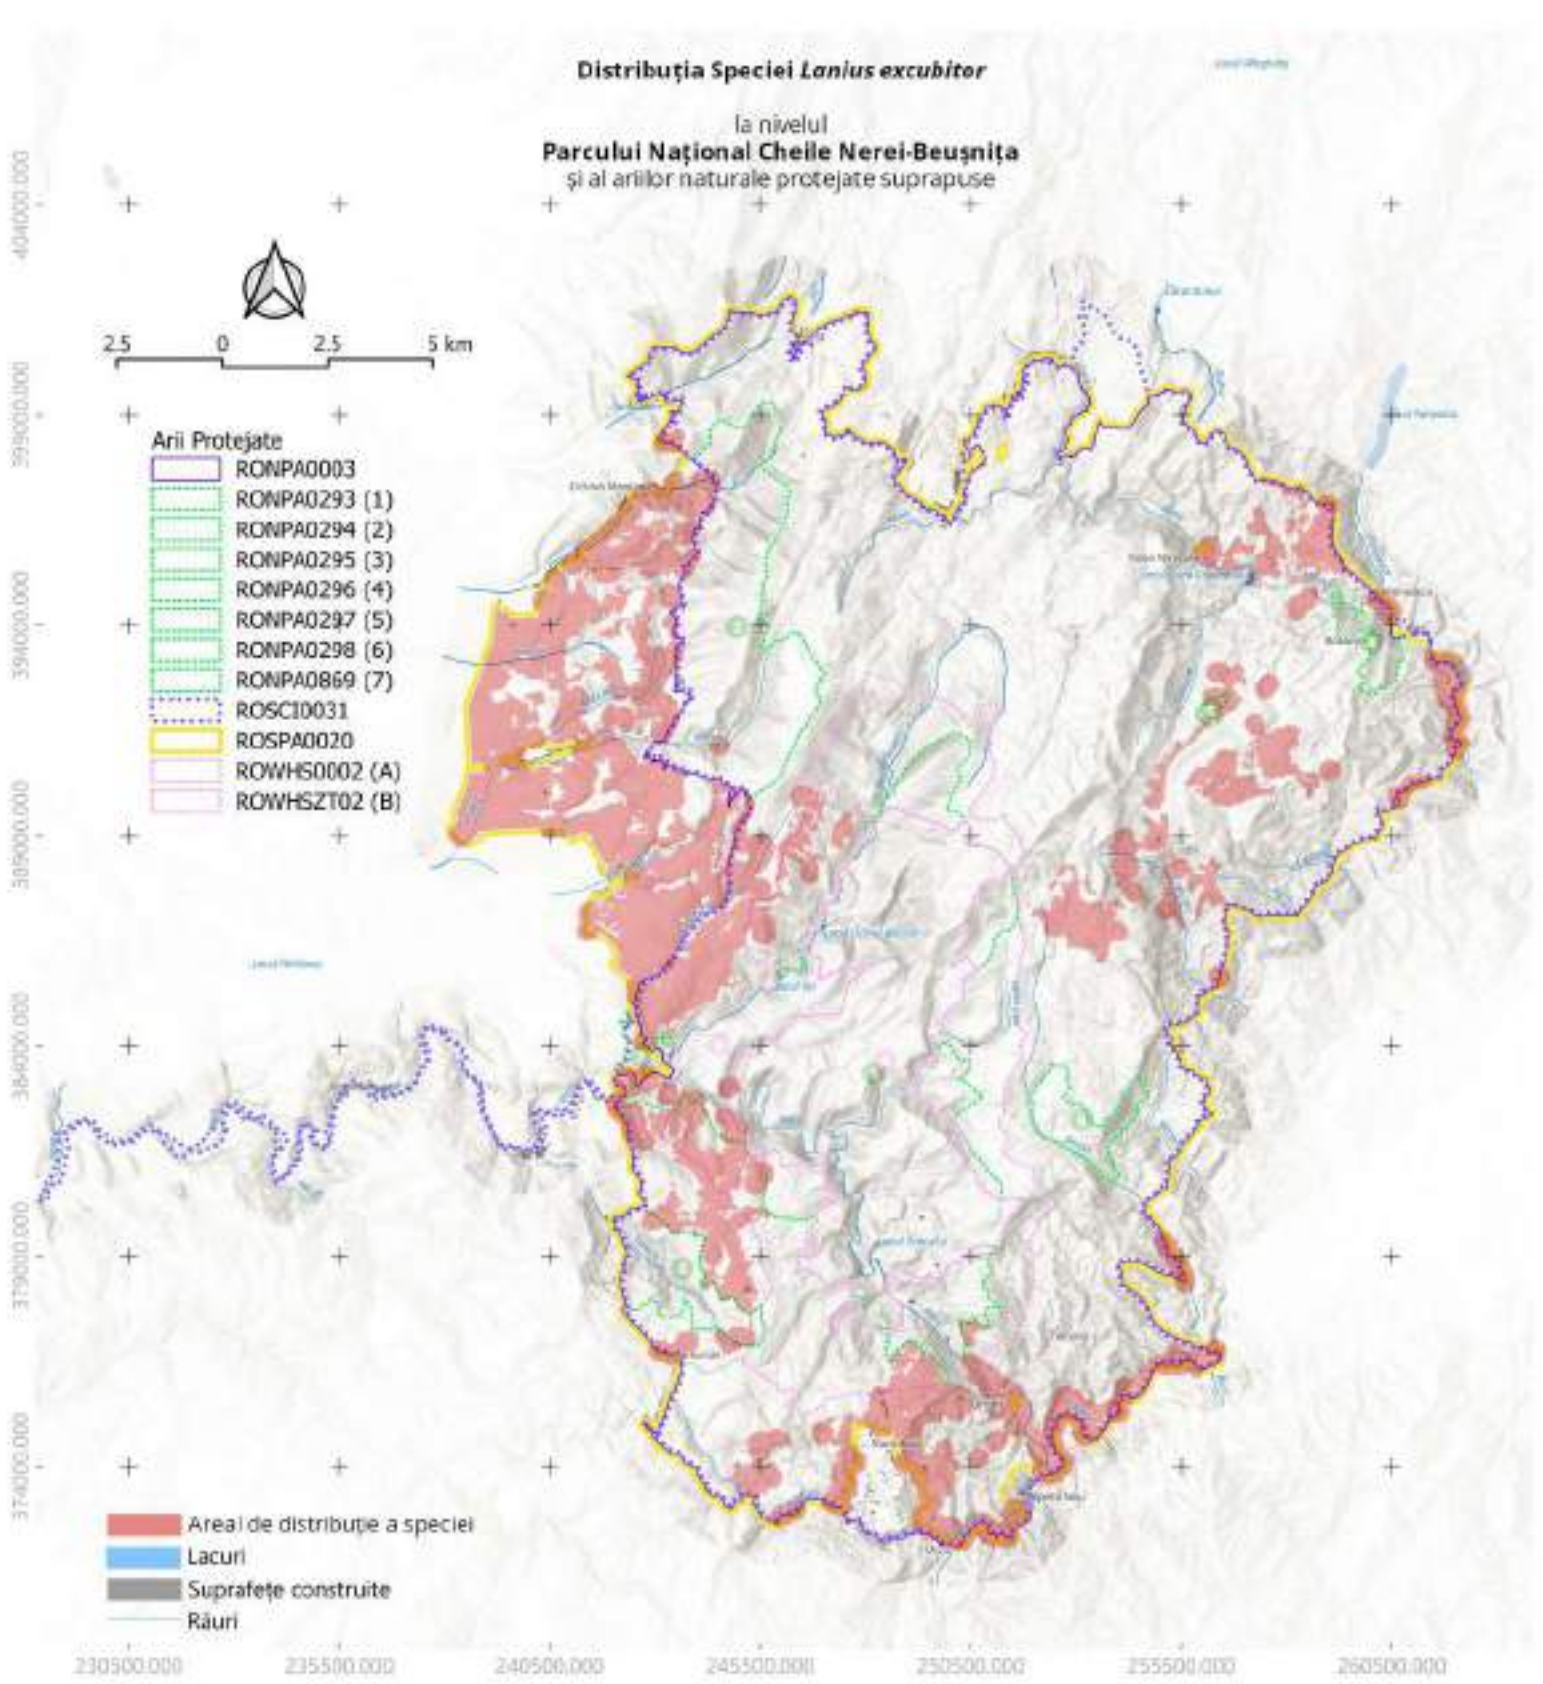 Distribuția Speciei Lanius excubitor
la nivelul
Parcului Național Cheile Nerei-Beușnița
și al ariilor naturale protejate suprapuse
404000.000
399000.000
394000.000
389000.000
384000.000
379000.000
374000.000
2.5 0 2.5 5 km
Arii Protejate
RONPA0003
RONPA0293 (1)
RONPA0294 (2)
RONPA0295 (3)
RONPA0296 (4)
RONPA0297 (5)
RONPA0298 (6)
RONPA0869 (7)
ROSCI0031
ROSPA0020
ROWHS0002 (A)
ROWHSZT02 (B)
Areal de distribuție a speciei
Lacuri
Suprafețe construite
Râuri
230500.000 235500.000 240500.000 245500.000 250500.000 255500.000 260500.000